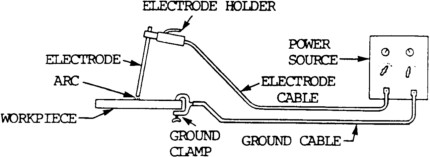 ELECTRODE HOLDER
POWER
SOURCE
ELECTRODE
ARC
ELECTRODE
CABLE
WORKPIECE
GROUND
CLAMP
GROUND CABLE